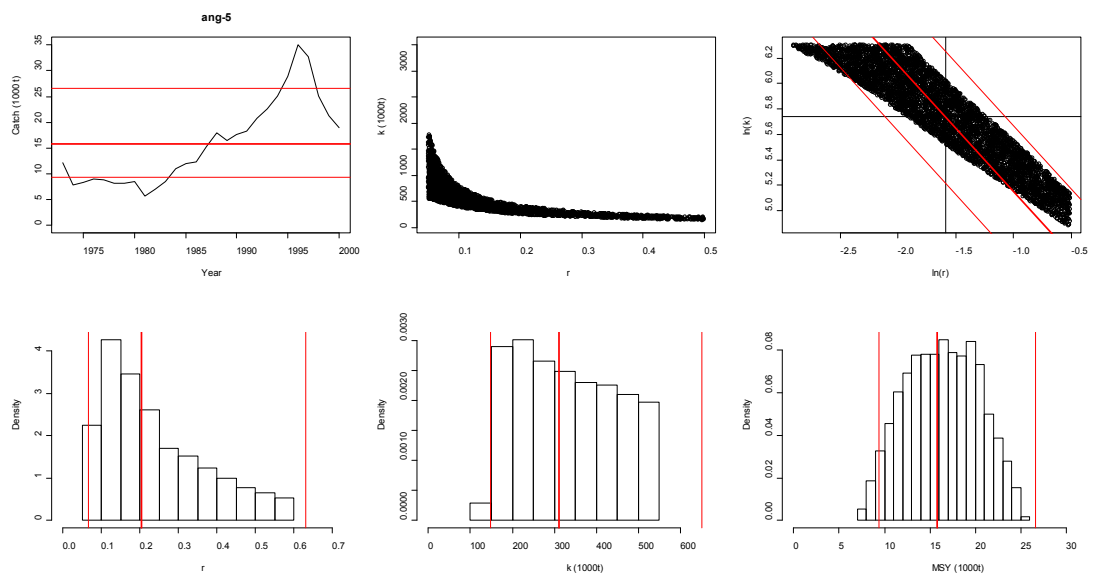 ang-5
Catch (1000t)
0 5 10 15 20 25 30 35
1975 1980 1985 1990 1995 2000
Year
k (1000t)
0 500 1000 2000 3000
0.1 0.2 0.3 0.4 0.5
r
ln(k)
5.0 5.2 5.4 5.6 5.8 6.0 6.2
-2.5 -2.0 -1.5 -1.0 -0.5 -0.4
ln(r)
Density
0 1 2 3 4
0.0 0.1 0.2 0.3 0.4 0.5 0.6 0.7
r
Density
0.0000 0.0010 0.0020 0.0030
0 100 200 300 400 500 600
k (1000t)
Density
0.00 0.02 0.04 0.06 0.08
0 5 10 15 20 25 30
MSY (1000t)